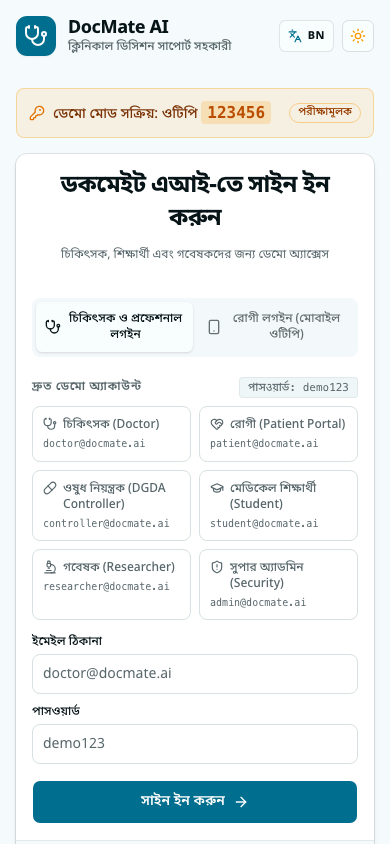 DocMate AI
ক্লিনিকাল ডিসিশন সাপোর্ট সহকারী
BN
ডেমো মোড সক্রিয়: ওটিপি 123456
পরীক্ষামূলক
ডকমেইট এআই-তে সাইন ইন
করুন
চিকিৎসক, শিক্ষার্থী এবং গবেষকদের জন্য ডেমো অ্যাক্সেস
চিকিৎসক ও প্রফেশনাল
লগইন
রোগী লগইন (মোবাইল
ওটিপি)
দ্রুত ডেমো অ্যাকাউন্ট
পাসওয়ার্ড: demo123
চিকিৎসক (Doctor)
doctor@docmate.ai
রোগী (Patient Portal)
patient@docmate.ai
ওষুধ নিয়ন্ত্রক (DGDA
Controller)
controller@docmate.ai
মেডিকেল শিক্ষার্থী
(Student)
student@docmate.ai
গবেষক (Researcher)
researcher@docmate.ai
সুপার অ্যাডমিন
(Security)
admin@docmate.ai
ইমেইল ঠিকানা
doctor@docmate.ai
পাসওয়ার্ড
demo123
সাইন ইন করুন